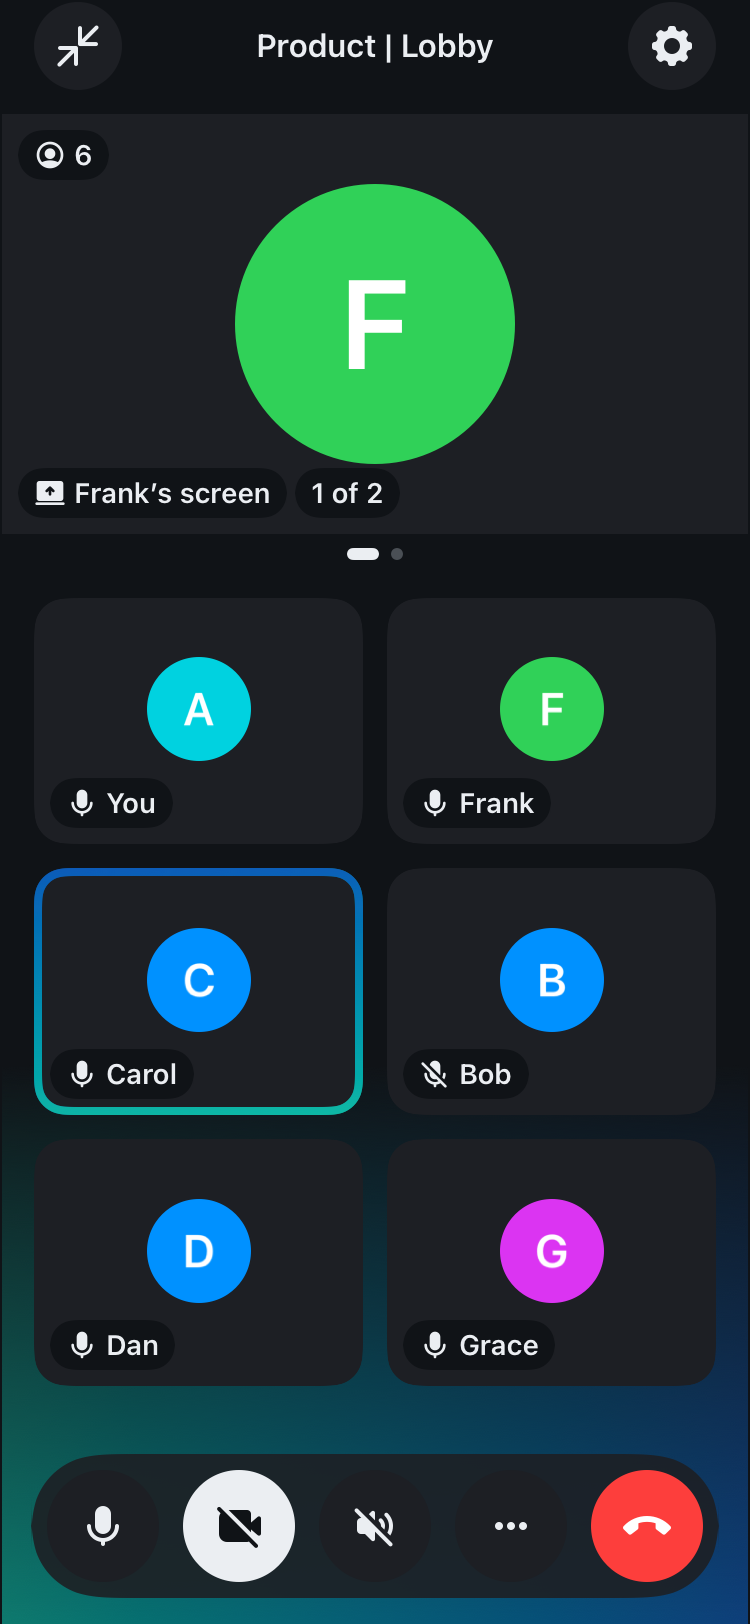 Product | Lobby
6
F
Frank’s screen 1 of 2
A
F
You
Frank
C
B
Carol
Bob
D
G
Dan
Grace